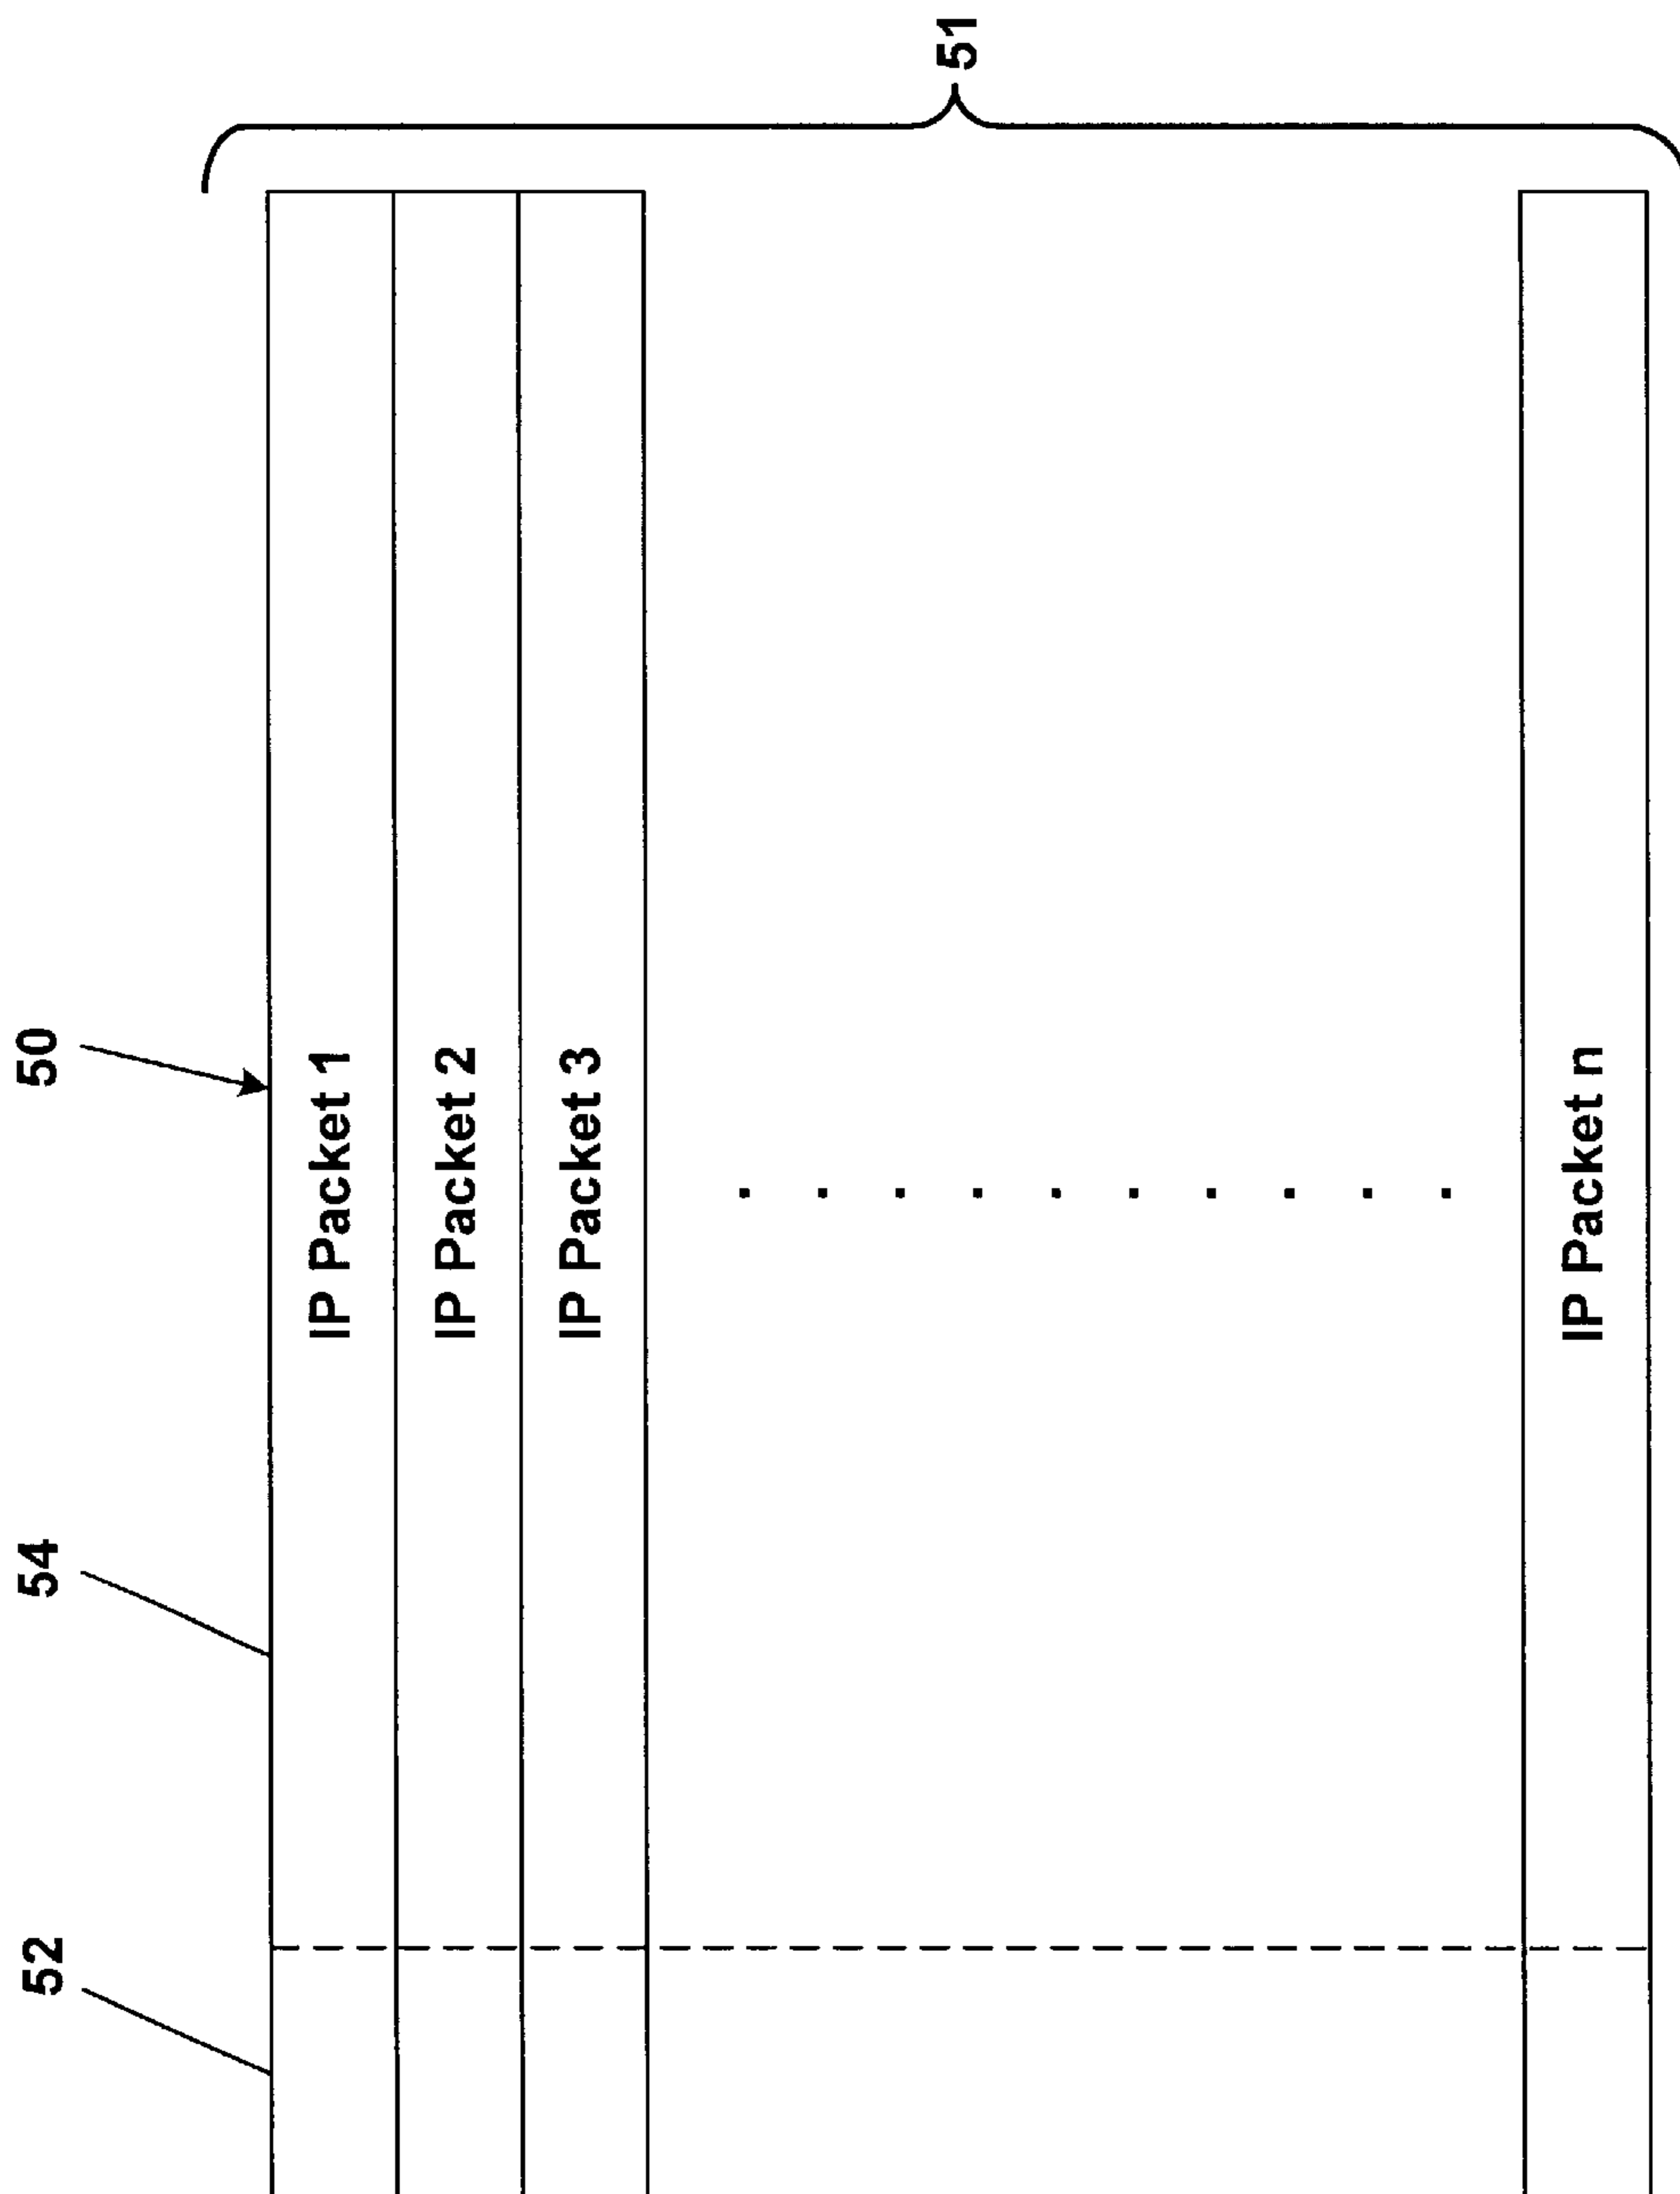 52
54
50
IP Packet 1
IP Packet 2
IP Packet 3
. . . . . . . . . .
51
IP Packet n